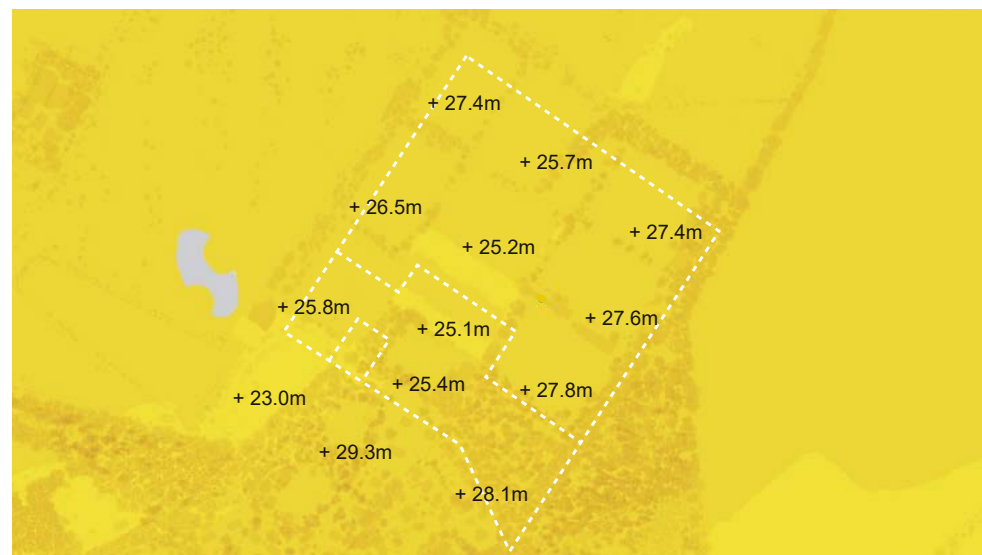 + 27.4m
+ 25.7m
+ 26.5m
+ 27.4m
+ 25.2m
+ 25.8m
+ 27.6m
+ 25.1m
+ 25.4m
+ 27.8m
+ 23.0m
+ 29.3m
+ 28.1m